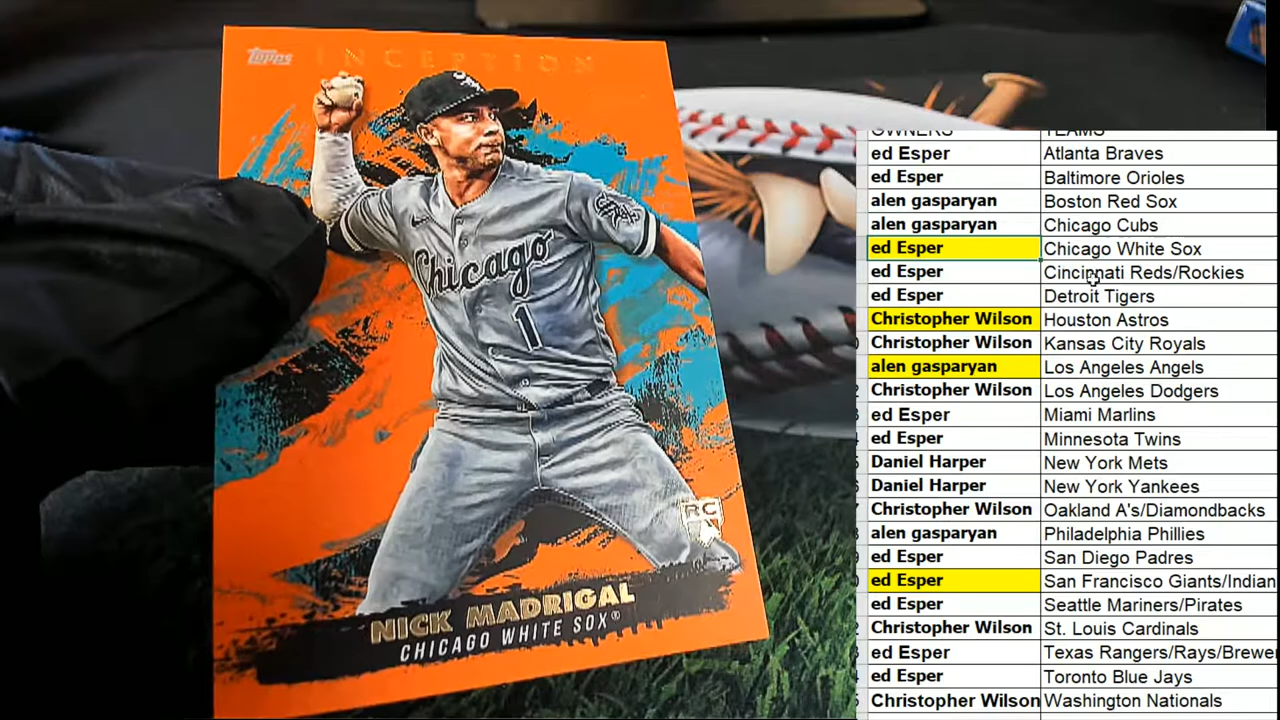 Topps
INCEPTION
Chicago
1
RC
NICK MADRIGAL
CHICAGO WHITE SOX®
OWNERS TEAMS
ed Esper Atlanta Braves
ed Esper Baltimore Orioles
alen gasparyan Boston Red Sox
alen gasparyan Chicago Cubs
ed Esper Chicago White Sox
ed Esper Cincinnati Reds/Rockies
ed Esper Detroit Tigers
Christopher Wilson Houston Astros
Christopher Wilson Kansas City Royals
alen gasparyan Los Angeles Angels
Christopher Wilson Los Angeles Dodgers
ed Esper Miami Marlins
ed Esper Minnesota Twins
Daniel Harper New York Mets
Daniel Harper New York Yankees
Christopher Wilson Oakland A's/Diamondbacks
alen gasparyan Philadelphia Phillies
ed Esper San Diego Padres
ed Esper San Francisco Giants/Indian
ed Esper Seattle Mariners/Pirates
Christopher Wilson St. Louis Cardinals
ed Esper Texas Rangers/Rays/Brewe
ed Esper Toronto Blue Jays
Christopher Wilson Washington Nationals